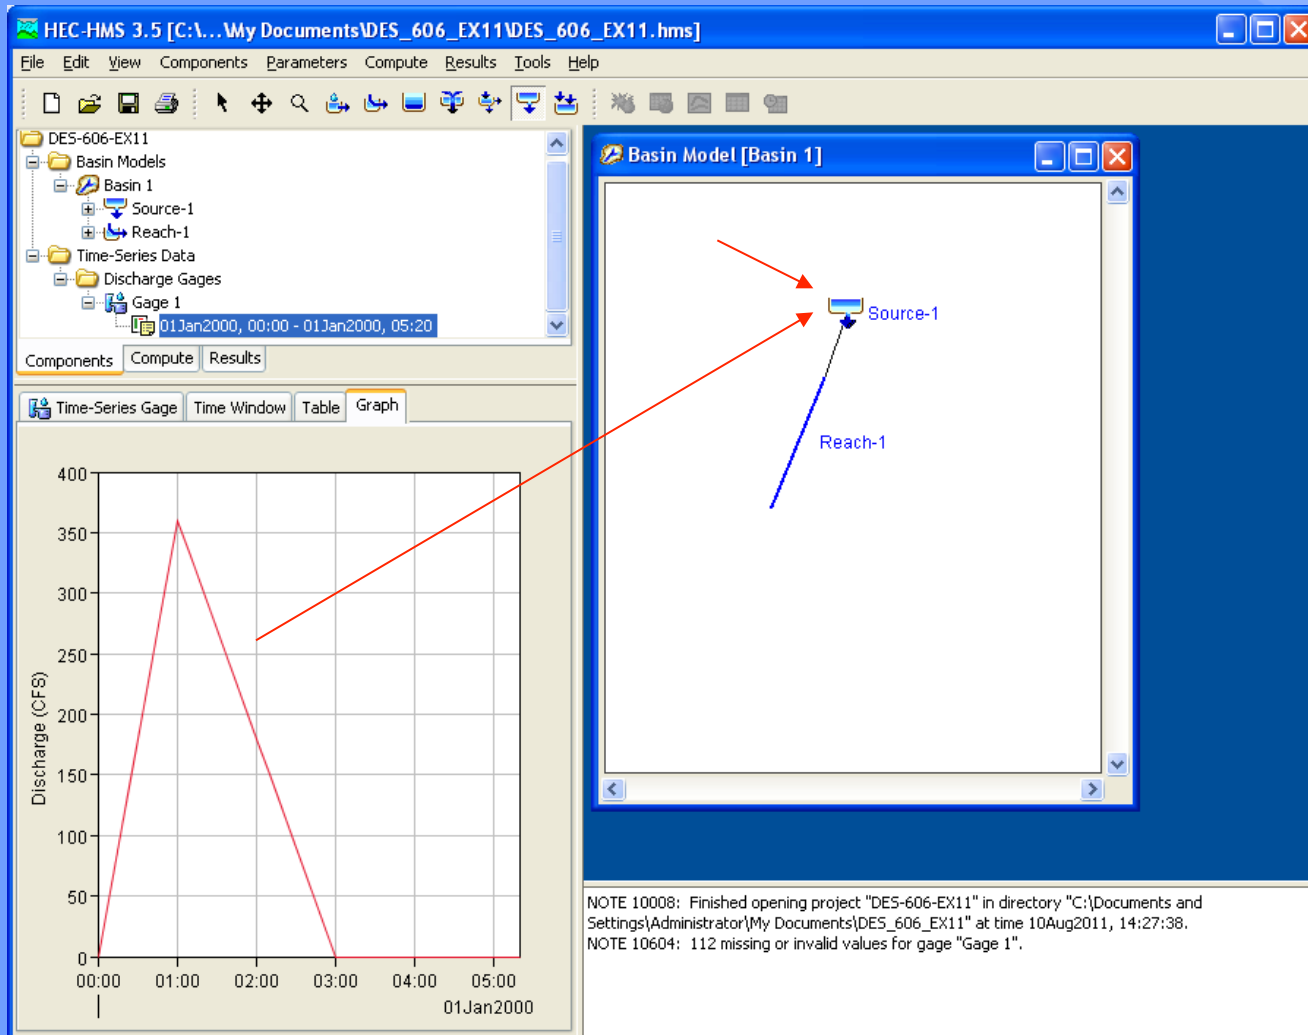 HEC-HMS 3.5 [C:\...\My Documents\DES_606_EX11\DES_606_EX11.hms]
File Edit View Components Parameters Compute Results Tools Help
DES-606-EX11
Basin Models
Basin 1
Source-1
Reach-1
Time-Series Data
Discharge Gages
Gage 1
01Jan2000, 00:00 - 01Jan2000, 05:20
Components Compute Results
Time-Series Gage Time Window Table Graph
400
350
300
250
200
150
100
50
0
Discharge (CFS)
00:00 01:00 02:00 03:00 04:00 05:00
01Jan2000
Basin Model [Basin 1]
Source-1
Reach-1
NOTE 10008: Finished opening project "DES-606-EX11" in directory "C:\Documents and
Settings\Administrator\My Documents\DES_606_EX11" at time 10Aug2011, 14:27:38.
NOTE 10604: 112 missing or invalid values for gage "Gage 1".